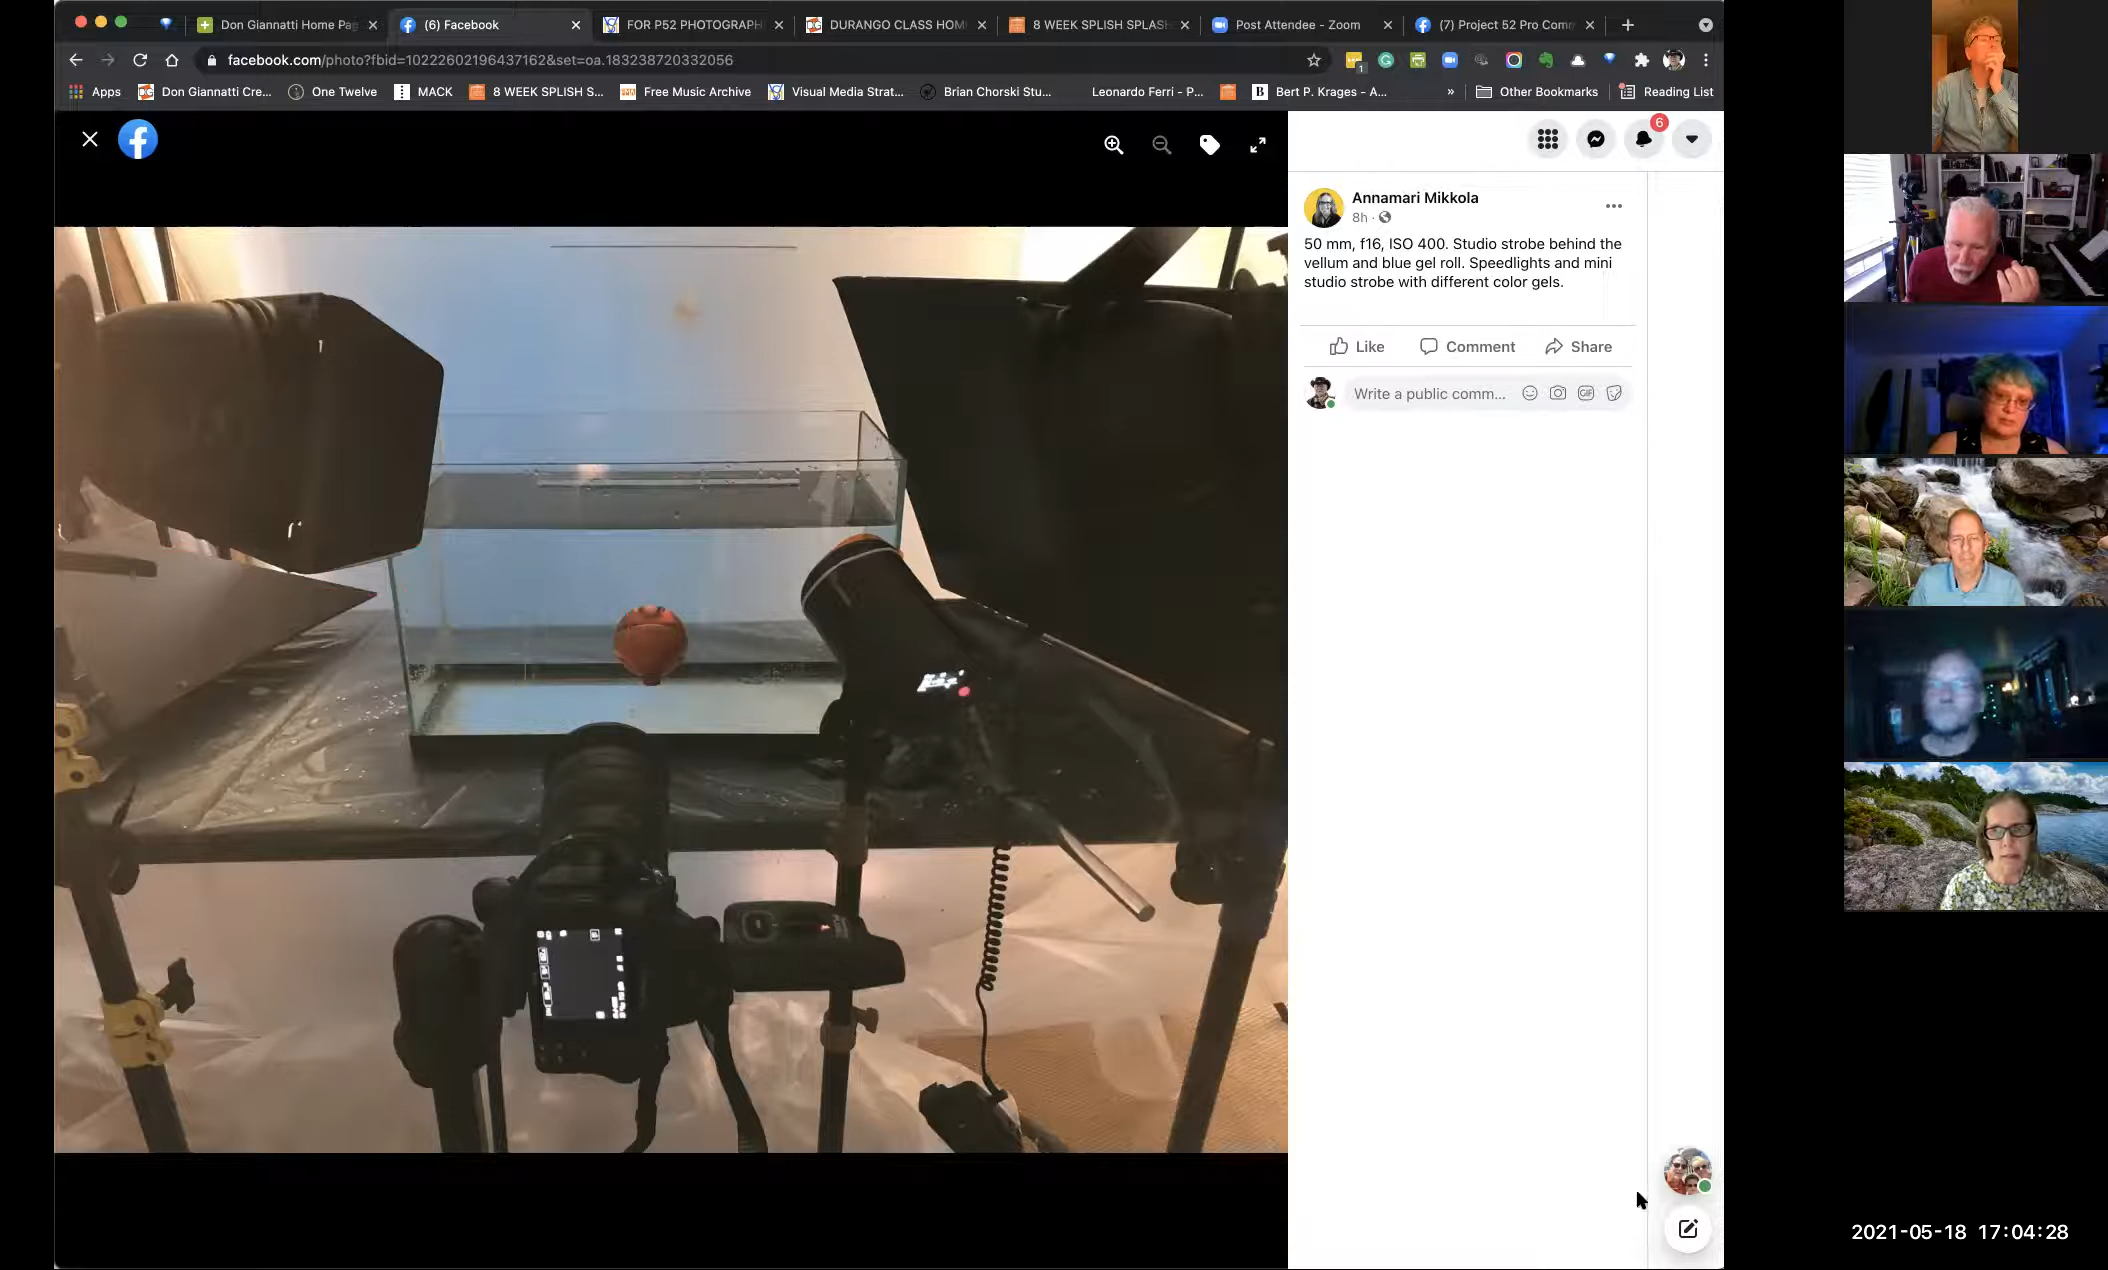 Don Giannatti Home Pag
(6) Facebook
FOR P52 PHOTOGRAPHE
DURANGO CLASS HOME
8 WEEK SPLISH SPLASH
Post Attendee - Zoom
(7) Project 52 Pro Comm
facebook.com/photo?fbid=10222602196437162&set=oa.183238720332056
1
Apps
Don Giannatti Cre...
One Twelve
MACK
8 WEEK SPLISH S...
Free Music Archive
Visual Media Strat...
Brian Chorski Stu...
Leonardo Ferri - P...
Bert P. Krages - A...
»
Other Bookmarks
Reading List
6
Annamari Mikkola
8h ·
50 mm, f16, ISO 400. Studio strobe behind the
vellum and blue gel roll. Speedlights and mini
studio strobe with different color gels.
Like
Comment
Share
Write a public comm...
GIF
2021-05-18 17:04:28